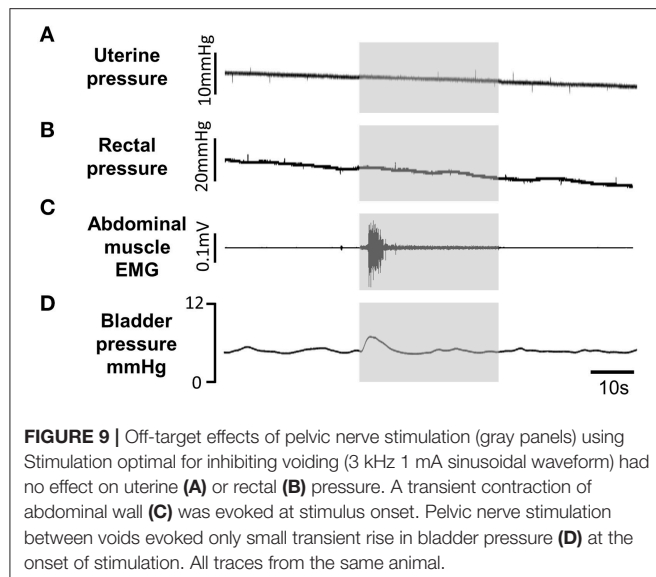 A
Uterine
pressure
10mmHg
B
Rectal
pressure
20mmHg
C
Abdominal
muscle
EMG
0.1mV
D
Bladder
pressure
mmHg
12
0
10s
FIGURE 9 | Off-target effects of pelvic nerve stimulation (gray panels) using
Stimulation optimal for inhibiting voiding (3 kHz 1 mA sinusoidal waveform) had
no effect on uterine (A) or rectal (B) pressure. A transient contraction of
abdominal wall (C) was evoked at stimulus onset. Pelvic nerve stimulation
between voids evoked only small transient rise in bladder pressure (D) at the
onset of stimulation. All traces from the same animal.